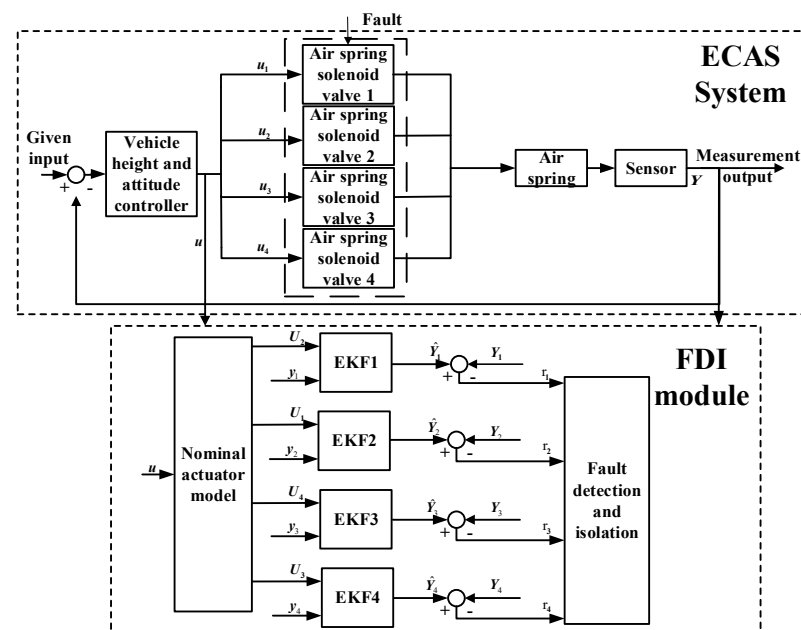 Fault
ECAS
System
Given
input
+
-
Vehicle
height and
attitude
controller
u
u1
u2
u3
u4
Air spring
solenoid
valve 1
Air spring
solenoid
valve 2
Air spring
solenoid
valve 3
Air spring
solenoid
valve 4
Air
spring
Sensor
Measurement
output
Y
FDI
module
u
Nominal
actuator
model
U2
y1
EKF1
Ŷ1
Y1
+
-
r1
U1
y2
EKF2
Ŷ2
Y2
+
-
r2
U4
y3
EKF3
Ŷ3
Y3
+
-
r3
U3
y4
EKF4
Ŷ4
Y4
+
-
r4
Fault
detection
and
isolation